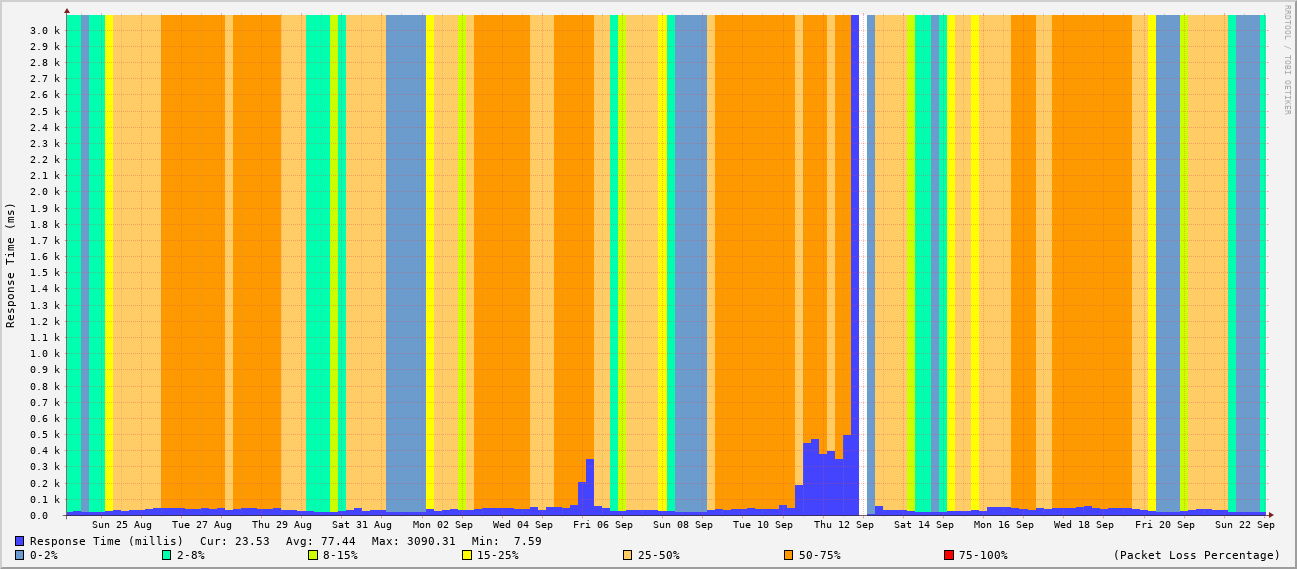 RRDTOOL / TOBI OETIKER
Response Time (ms)
3.0 k
2.9 k
2.8 k
2.7 k
2.6 k
2.5 k
2.4 k
2.3 k
2.2 k
2.1 k
2.0 k
1.9 k
1.8 k
1.7 k
1.6 k
1.5 k
1.4 k
1.3 k
1.2 k
1.1 k
1.0 k
0.9 k
0.8 k
0.7 k
0.6 k
0.5 k
0.4 k
0.3 k
0.2 k
0.1 k
0.0
Sun 25 Aug Tue 27 Aug Thu 29 Aug Sat 31 Aug Mon 02 Sep Wed 04 Sep Fri 06 Sep Sun 08 Sep Tue 10 Sep Thu 12 Sep Sat 14 Sep Mon 16 Sep Wed 18 Sep Fri 20 Sep Sun 22 Sep
Response Time (millis) Cur: 23.53 Avg: 77.44 Max: 3090.31 Min: 7.59
0-2% 2-8% 8-15% 15-25% 25-50% 50-75% 75-100% (Packet Loss Percentage)